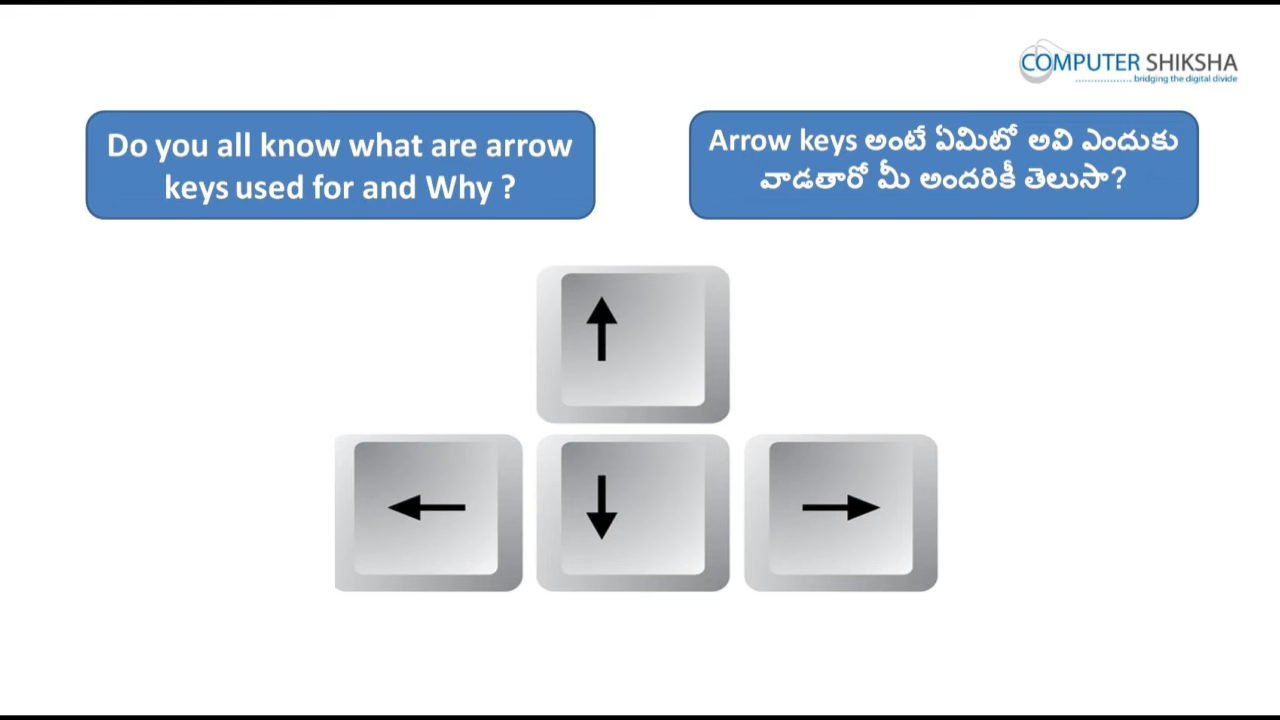 COMPUTER SHIKSHA
bridging the digital divide
Do you all know what are arrow
keys used for and Why ?
Arrow keys అంటే ఏమిటో అవి ఎందుకు
వాడతారో మీ అందరికీ తెలుసా?